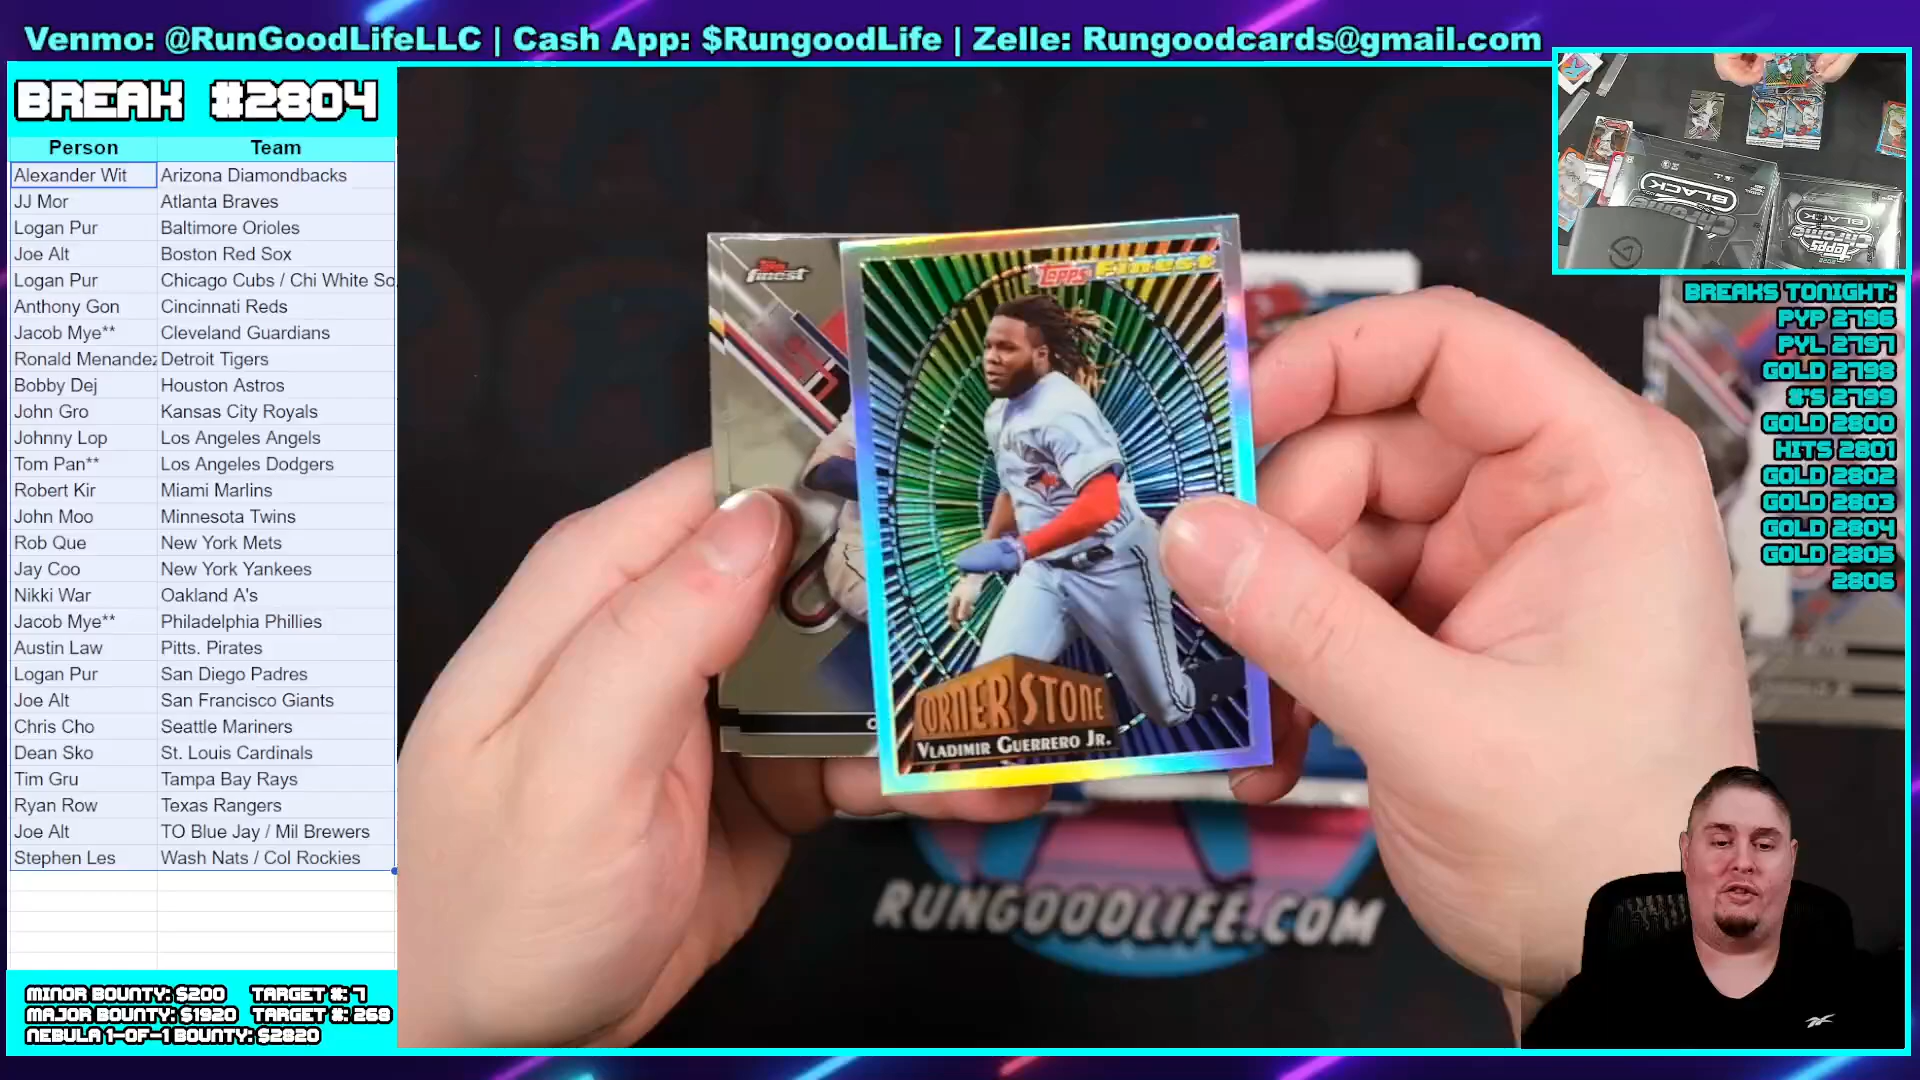 Venmo: @RunGoodLifeLLC | Cash App: $RungoodLife | Zelle: Rungoodcards@gmail.com
BREAK #2804
Person Team
Alexander Wit Arizona Diamondbacks
JJ Mor Atlanta Braves
Logan Pur Baltimore Orioles
Joe Alt Boston Red Sox
Logan Pur Chicago Cubs / Chi White So
Anthony Gon Cincinnati Reds
Jacob Mye** Cleveland Guardians
Ronald Menandez Detroit Tigers
Bobby Dej Houston Astros
John Gro Kansas City Royals
Johnny Lop Los Angeles Angels
Tom Pan** Los Angeles Dodgers
Robert Kir Miami Marlins
John Moo Minnesota Twins
Rob Que New York Mets
Jay Coo New York Yankees
Nikki War Oakland A's
Jacob Mye** Philadelphia Phillies
Austin Law Pitts. Pirates
Logan Pur San Diego Padres
Joe Alt San Francisco Giants
Chris Cho Seattle Mariners
Dean Sko St. Louis Cardinals
Tim Gru Tampa Bay Rays
Ryan Row Texas Rangers
Joe Alt TO Blue Jay / Mil Brewers
Stephen Les Wash Nats / Col Rockies
MINOR BOUNTY: $200 TARGET #: 7
MAJOR BOUNTY: $1920 TARGET #: 268
NEBULA 1-OF-1 BOUNTY: $2820
Topps finest
Topps FINEST
CORNERSTONE
VLADIMIR GUERRERO JR.
RUNGOODLIFE.COM
BLACK
BLACK
CHROME
Topps
BREAKS TONIGHT:
PYP 2796
PYL 2797
GOLD 2798
#'S 2799
GOLD 2800
HITS 2801
GOLD 2802
GOLD 2803
GOLD 2804
GOLD 2805
2806